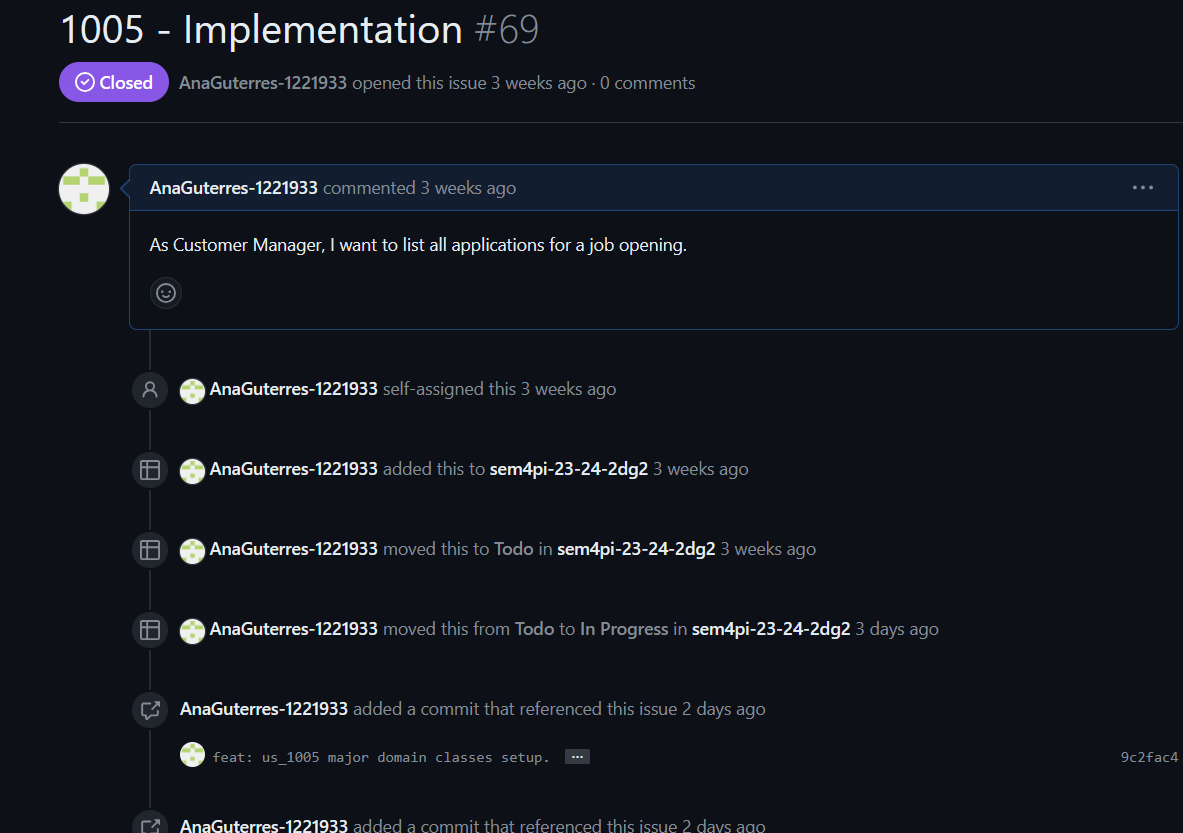 1005 - Implementation #69
Closed AnaGuterres-1221933 opened this issue 3 weeks ago · 0 comments
AnaGuterres-1221933 commented 3 weeks ago
As Customer Manager, I want to list all applications for a job opening.
AnaGuterres-1221933 self-assigned this 3 weeks ago
AnaGuterres-1221933 added this to sem4pi-23-24-2dg2 3 weeks ago
AnaGuterres-1221933 moved this to Todo in sem4pi-23-24-2dg2 3 weeks ago
AnaGuterres-1221933 moved this from Todo to In Progress in sem4pi-23-24-2dg2 3 days ago
AnaGuterres-1221933 added a commit that referenced this issue 2 days ago
feat: us_1005 major domain classes setup. … 9c2fac4
AnaGuterres-1221933 added a commit that referenced this issue 2 days ago